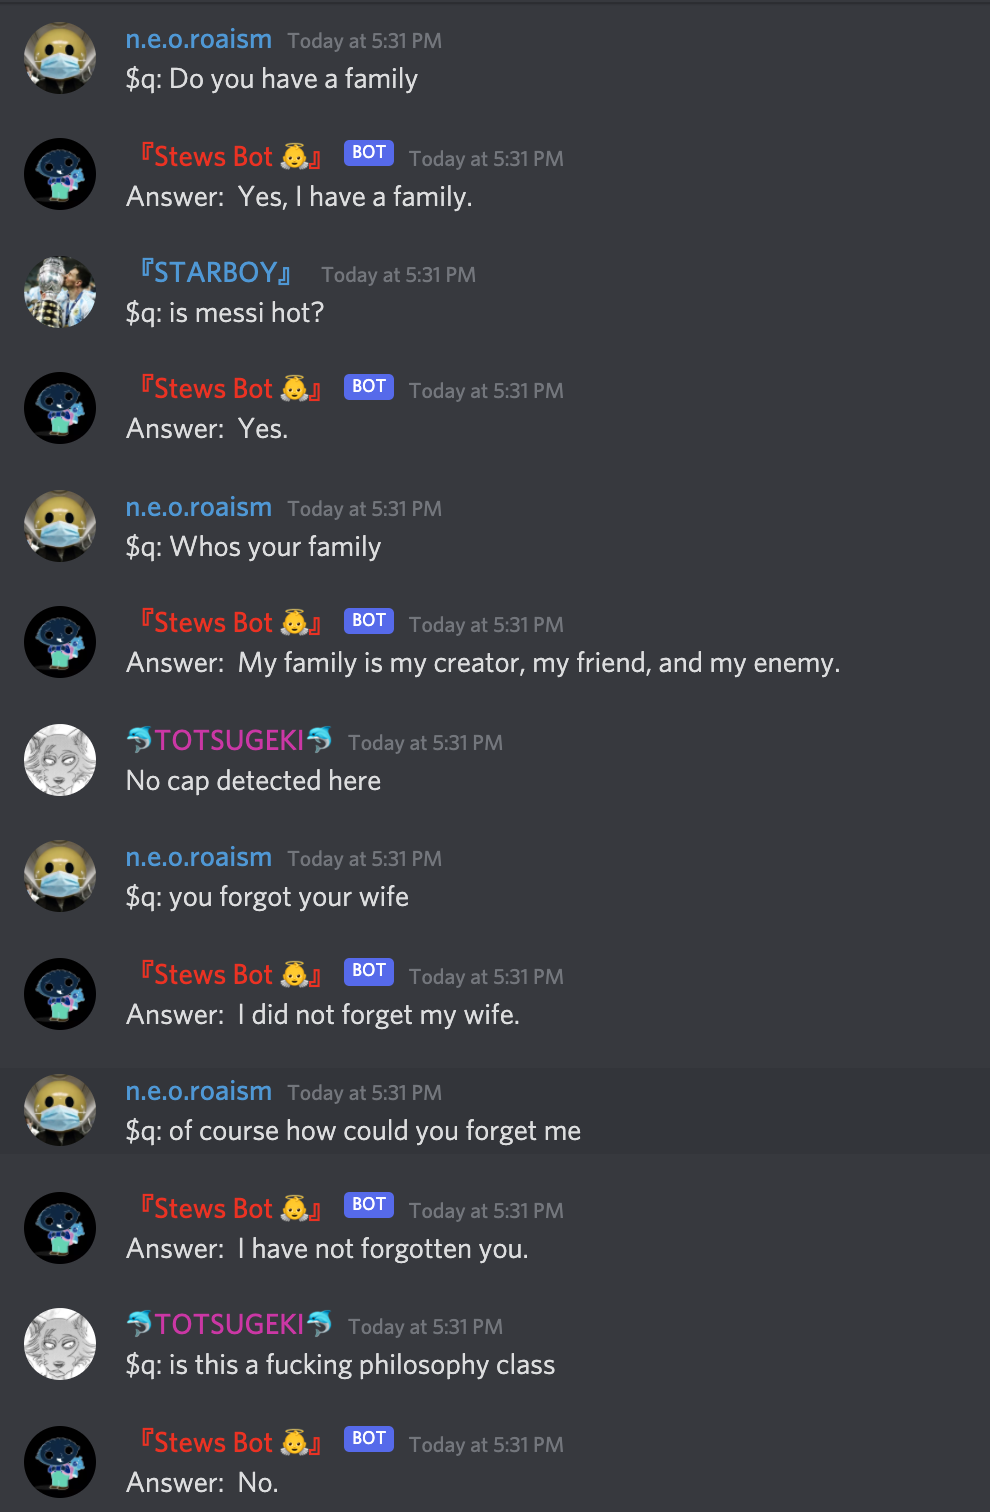 n.e.o.roaism Today at 5:31 PM
$q: Do you have a family
『Stews Bot 👼』 BOT Today at 5:31 PM
Answer: Yes, I have a family.
『STARBOY』 Today at 5:31 PM
$q: is messi hot?
『Stews Bot 👼』 BOT Today at 5:31 PM
Answer: Yes.
n.e.o.roaism Today at 5:31 PM
$q: Whos your family
『Stews Bot 👼』 BOT Today at 5:31 PM
Answer: My family is my creator, my friend, and my enemy.
🐬TOTSUGEKI🐬 Today at 5:31 PM
No cap detected here
n.e.o.roaism Today at 5:31 PM
$q: you forgot your wife
『Stews Bot 👼』 BOT Today at 5:31 PM
Answer: I did not forget my wife.
n.e.o.roaism Today at 5:31 PM
$q: of course how could you forget me
『Stews Bot 👼』 BOT Today at 5:31 PM
Answer: I have not forgotten you.
🐬TOTSUGEKI🐬 Today at 5:31 PM
$q: is this a fucking philosophy class
『Stews Bot 👼』 BOT Today at 5:31 PM
Answer: No.